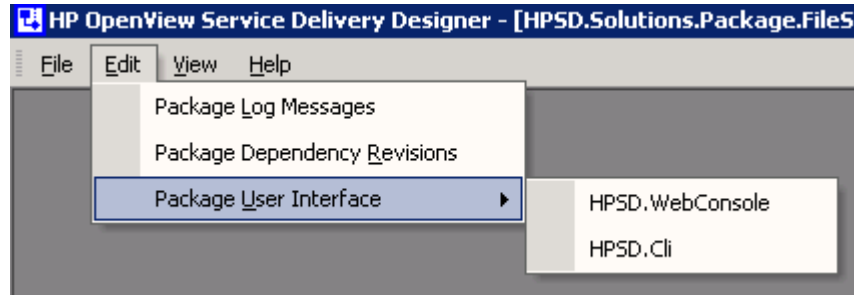 HP OpenView Service Delivery Designer - [HPSD.Solutions.Package.FileS
File Edit View Help
Package Log Messages
Package Dependency Revisions
Package User Interface
HPSD.WebConsole
HPSD.Cli